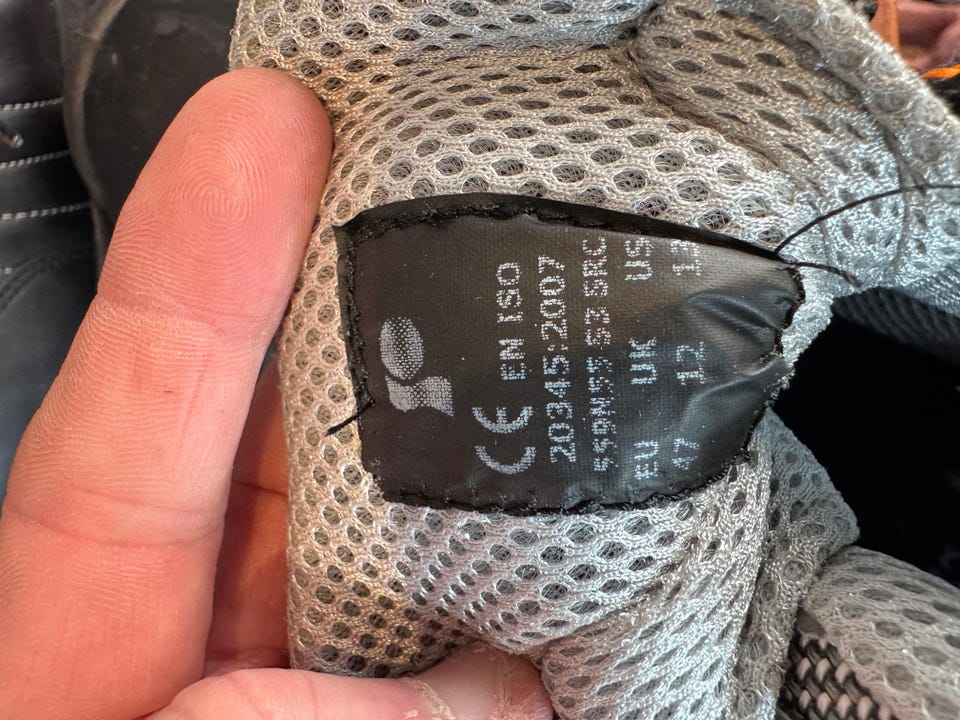 CE EN ISO
20345:2007
S3 SRC
EU UK US
47 12